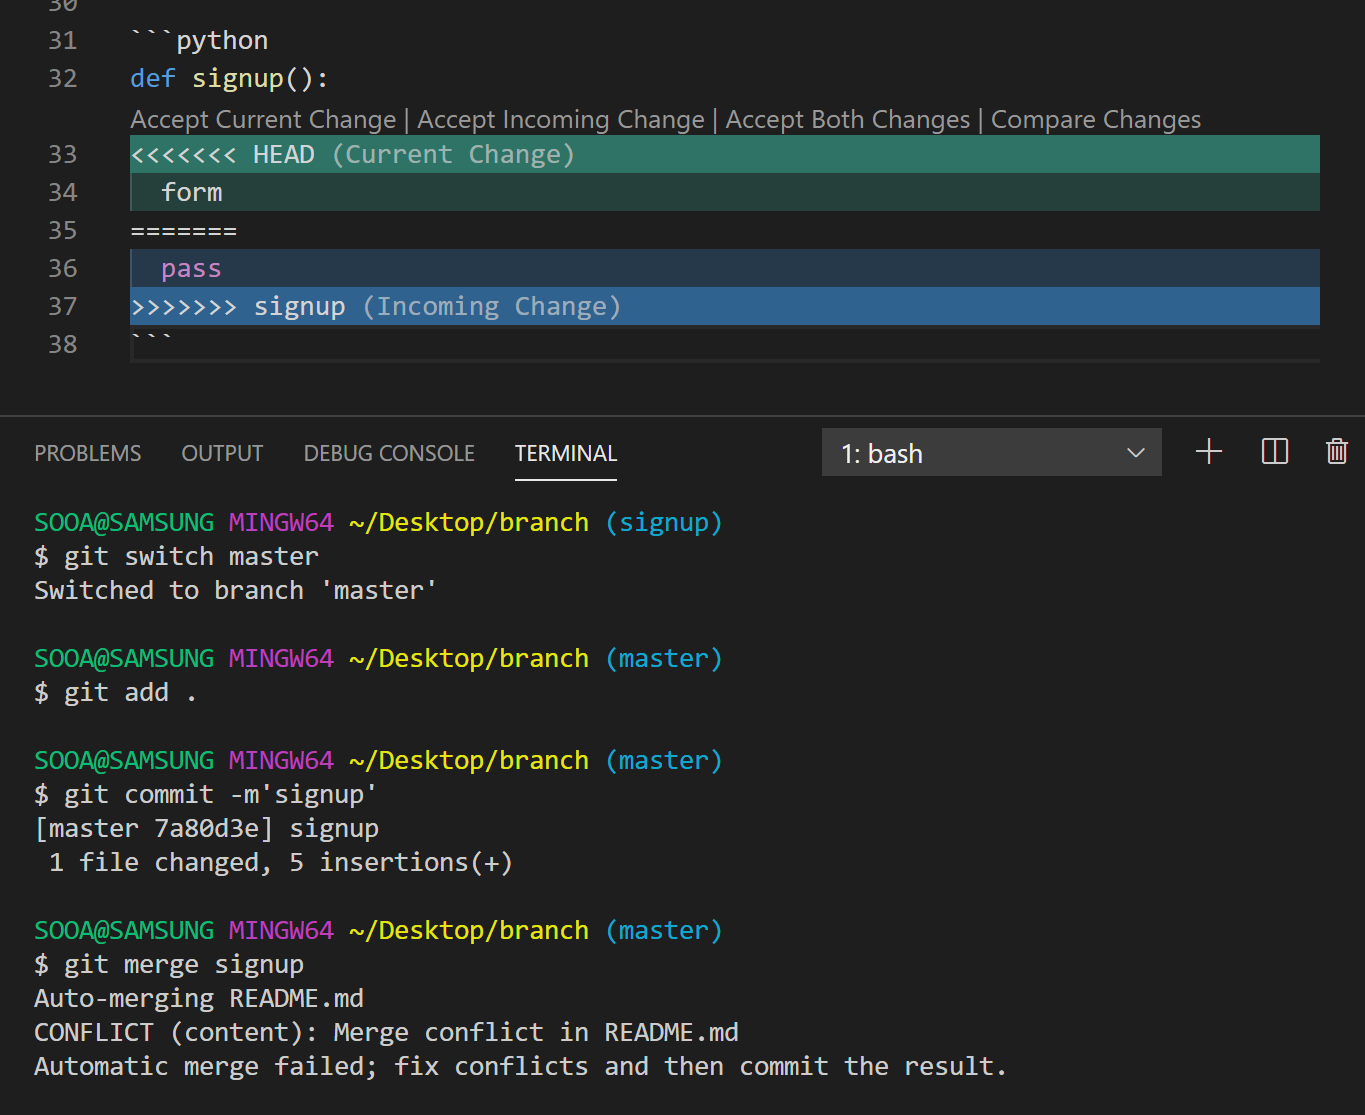 30
31 ```python
32 def signup():
Accept Current Change | Accept Incoming Change | Accept Both Changes | Compare Changes
33 <<<<<<< HEAD (Current Change)
34   form
35 =======
36   pass
37 >>>>>>> signup (Incoming Change)
38 ```
PROBLEMS OUTPUT DEBUG CONSOLE TERMINAL 1: bash
SOOA@SAMSUNG MINGW64 ~/Desktop/branch (signup)
$ git switch master
Switched to branch 'master'
SOOA@SAMSUNG MINGW64 ~/Desktop/branch (master)
$ git add .
SOOA@SAMSUNG MINGW64 ~/Desktop/branch (master)
$ git commit -m'signup'
[master 7a80d3e] signup
 1 file changed, 5 insertions(+)
SOOA@SAMSUNG MINGW64 ~/Desktop/branch (master)
$ git merge signup
Auto-merging README.md
CONFLICT (content): Merge conflict in README.md
Automatic merge failed; fix conflicts and then commit the result.